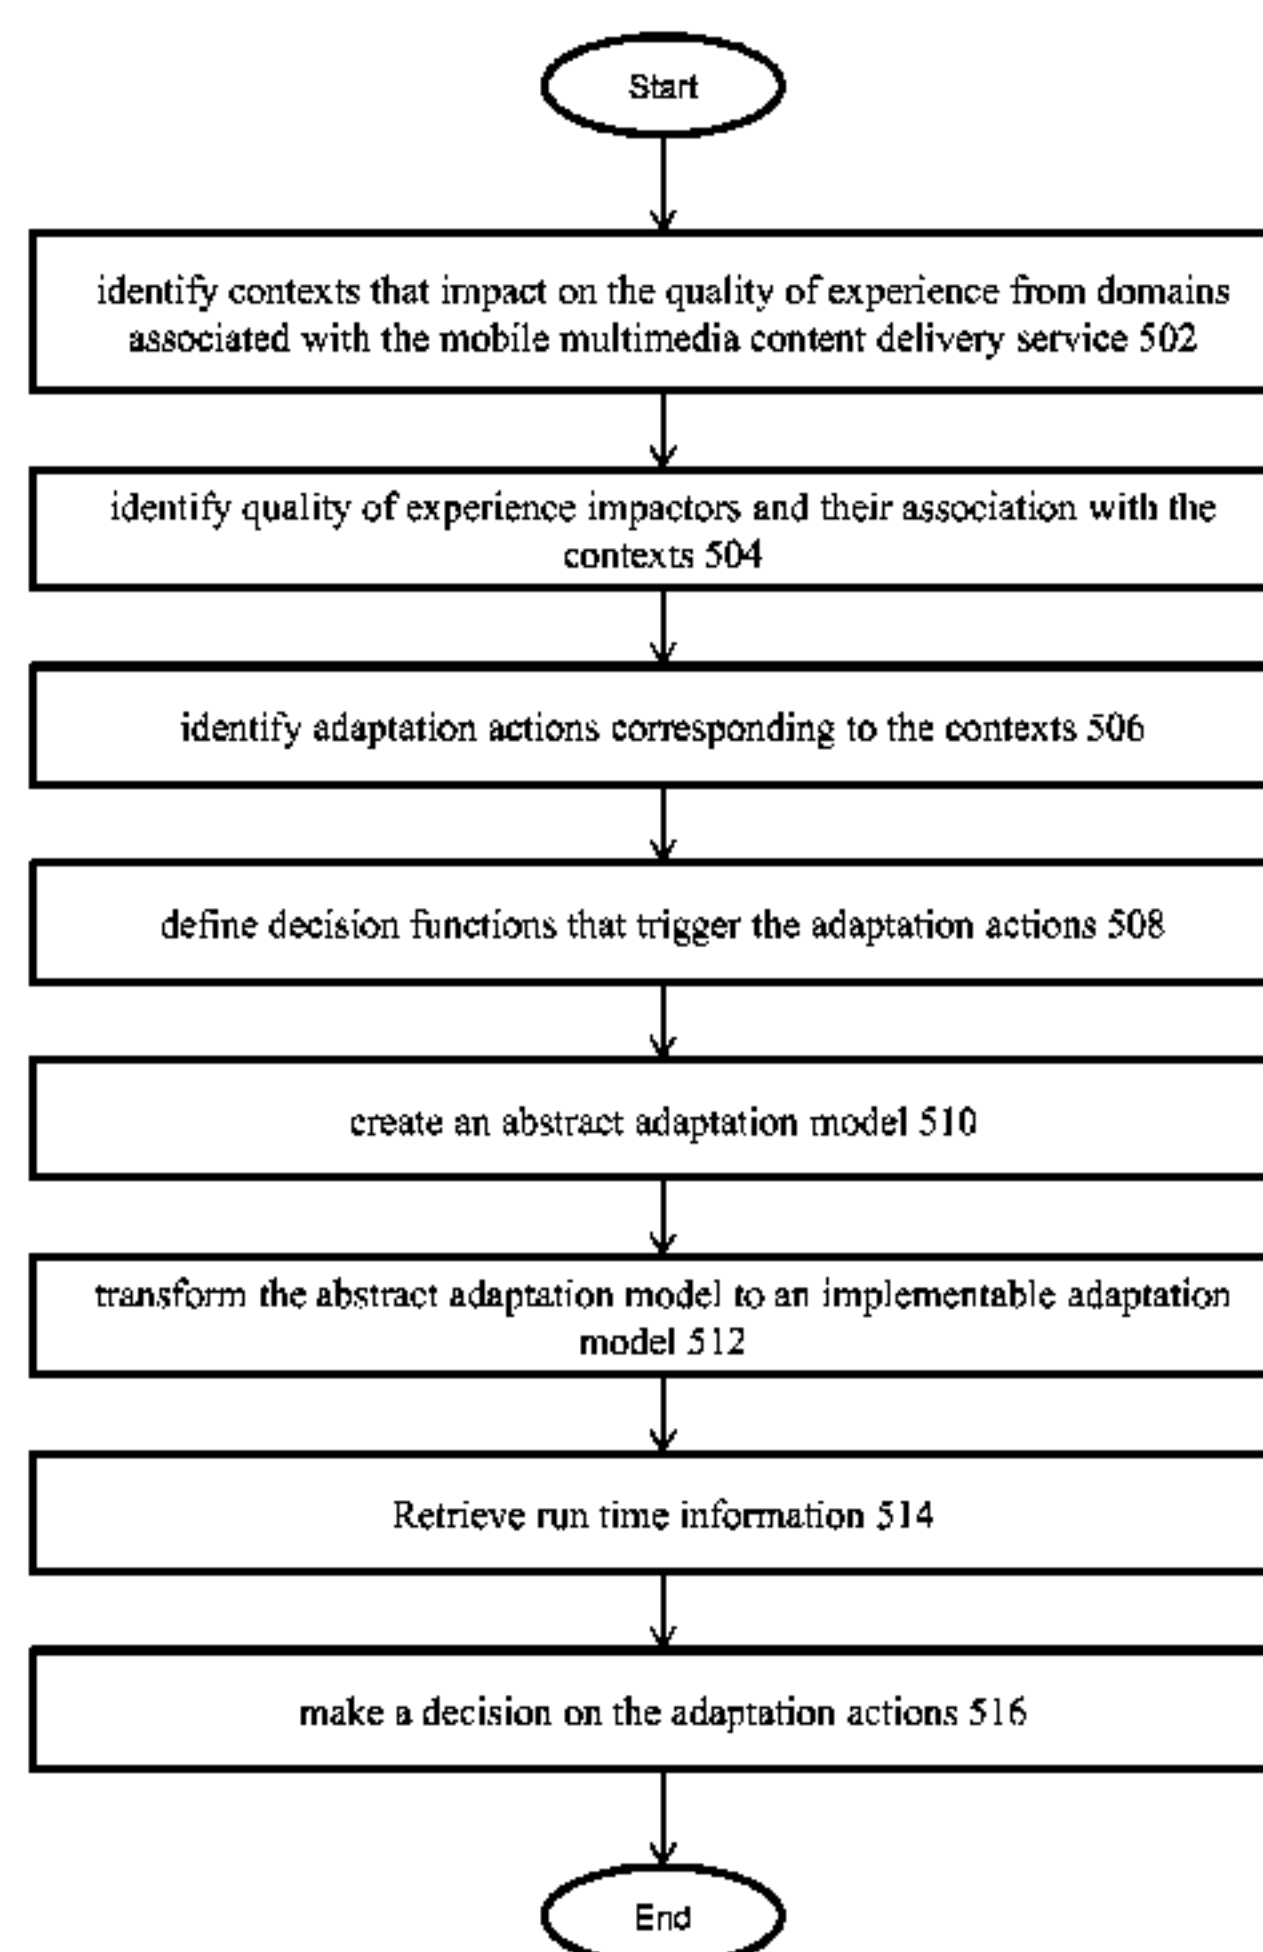 Start
identify contexts that impact on the quality of experience from domains
associated with the mobile multimedia content delivery service 502
identify quality of experience impactors and their association with the
contexts 504
identify adaptation actions corresponding to the contexts 506
define decision functions that trigger the adaptation actions 508
create an abstract adaptation model 510
transform the abstract adaptation model to an implementable adaptation
model 512
Retrieve run time information 514
make a decision on the adaptation actions 516
End